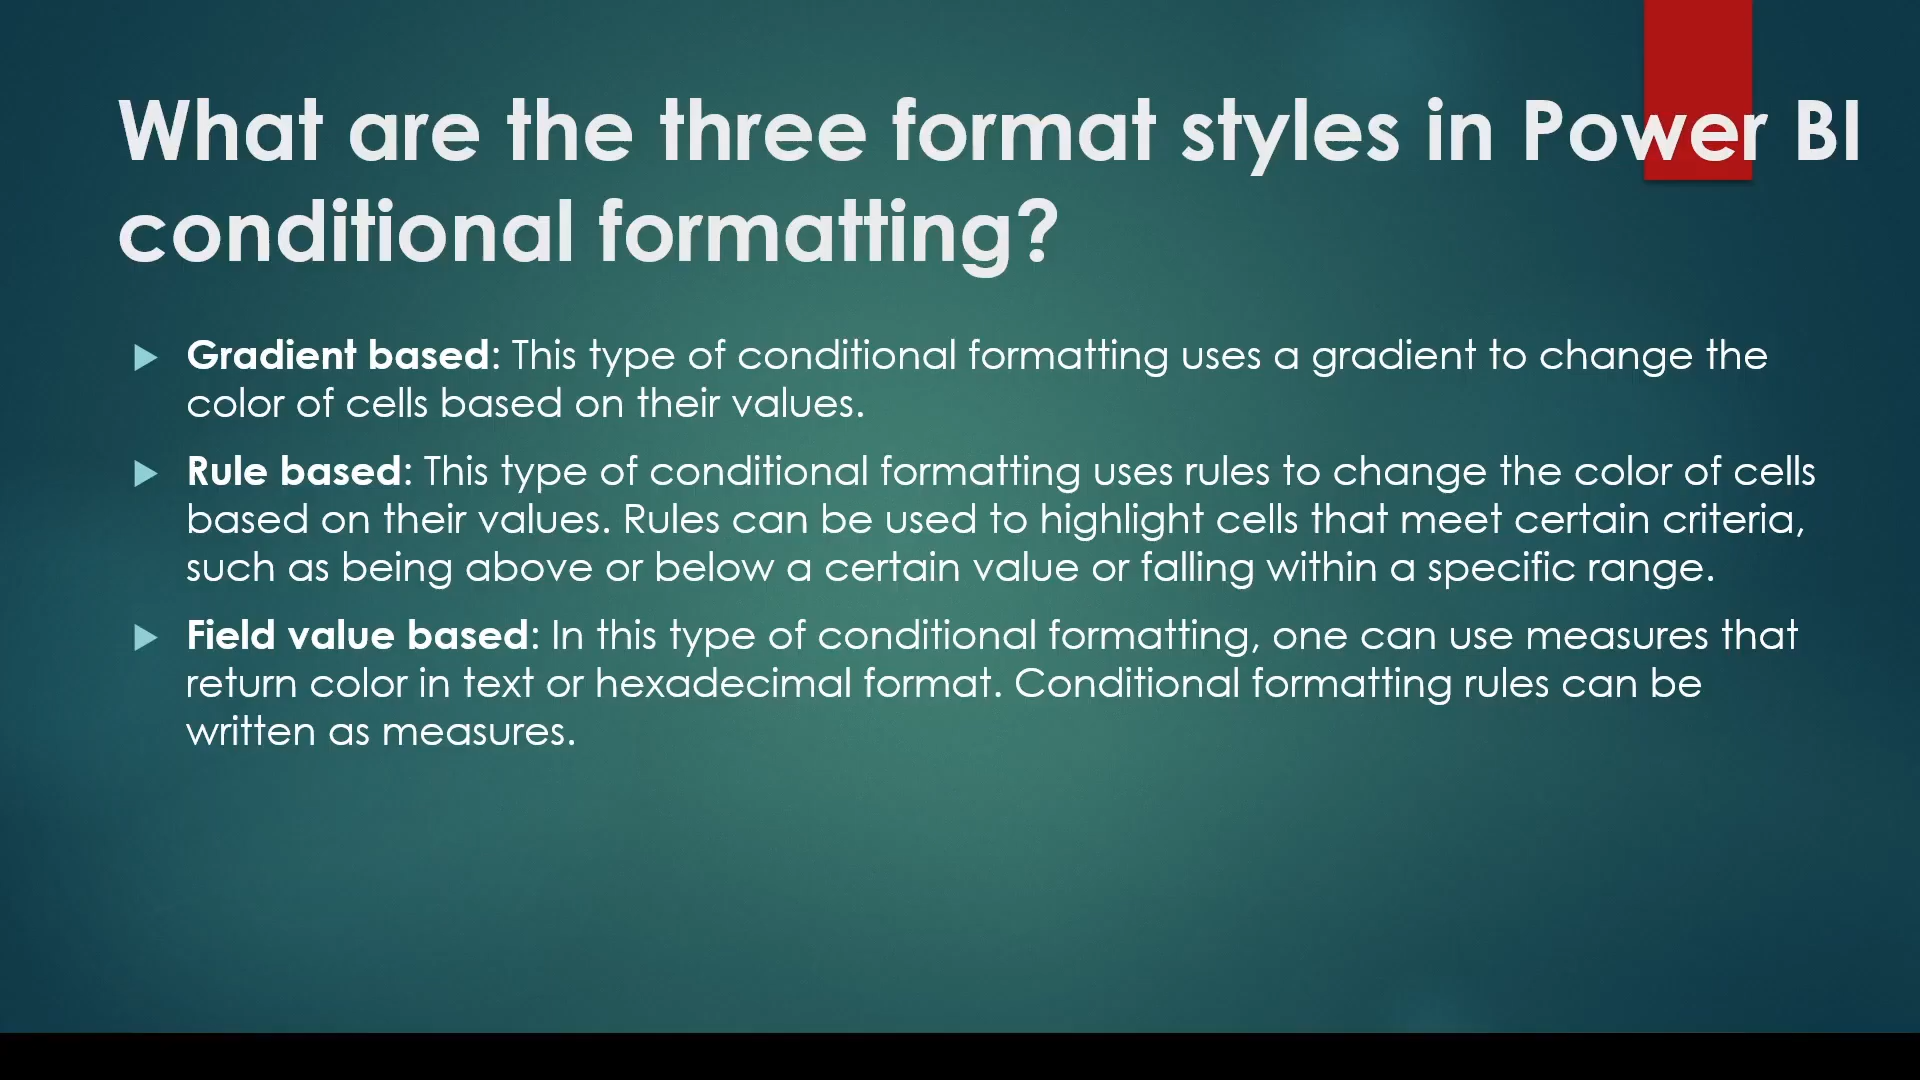 What are the three format styles in Power BI
conditional formatting?
Gradient based: This type of conditional formatting uses a gradient to change the
color of cells based on their values.
Rule based: This type of conditional formatting uses rules to change the color of cells
based on their values. Rules can be used to highlight cells that meet certain criteria,
such as being above or below a certain value or falling within a specific range.
Field value based: In this type of conditional formatting, one can use measures that
return color in text or hexadecimal format. Conditional formatting rules can be
written as measures.